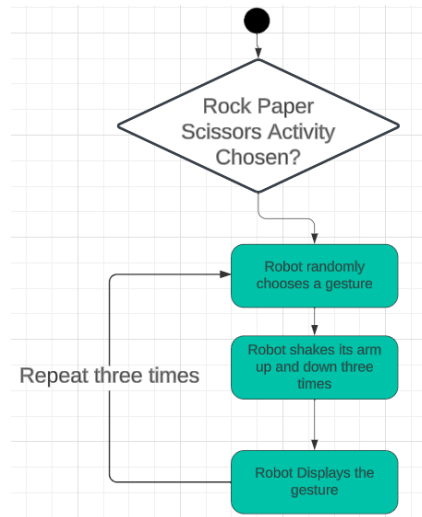 Rock Paper
Scissors Activity
Chosen?
Robot randomly
chooses a gesture
Robot shakes its arm
up and down three
times
Repeat three times
Robot Displays the
gesture